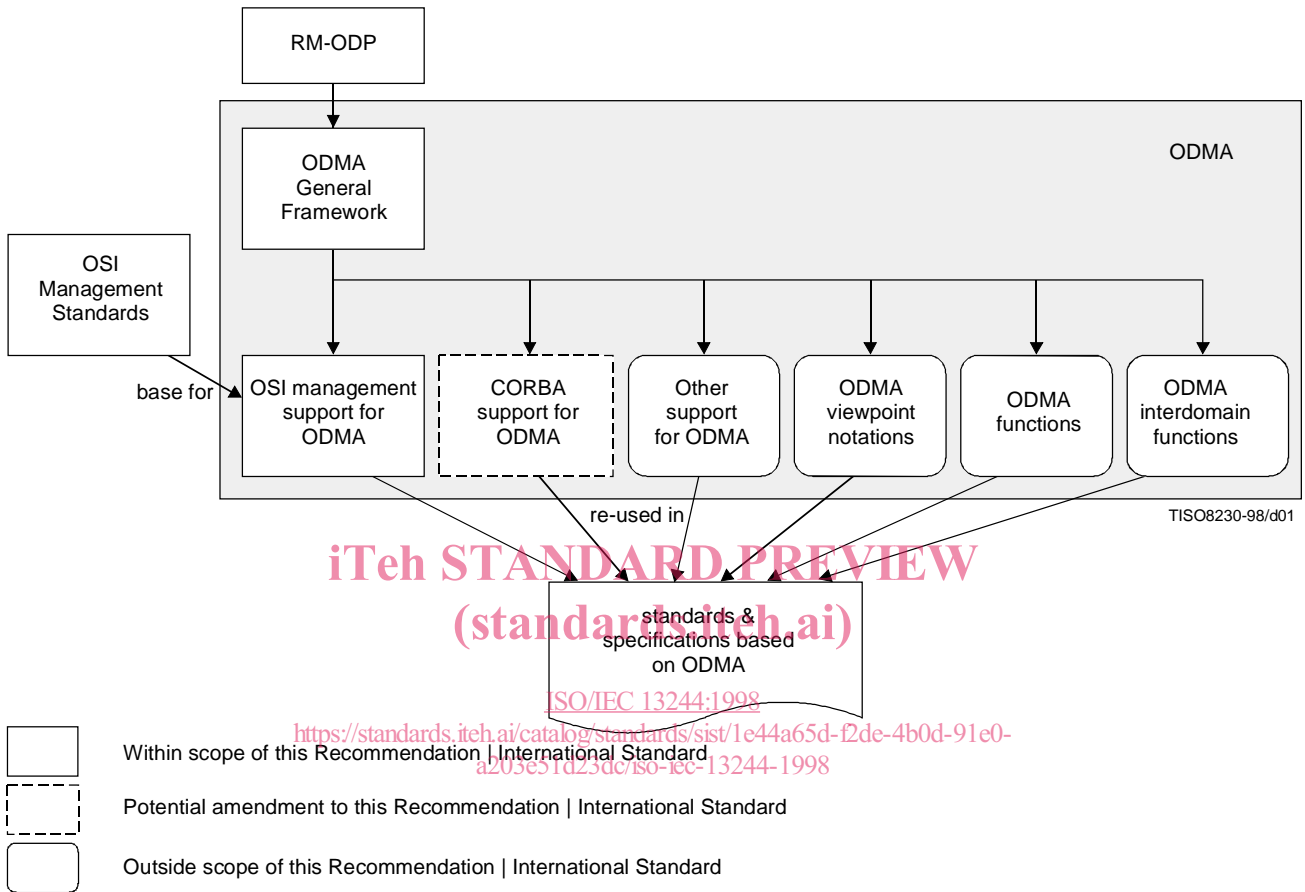 RM-ODP
ODMA
ODMA
General
Framework
OSI
Management
Standards
base for
OSI management
support for
ODMA
CORBA
support for
ODMA
Other
support
for ODMA
ODMA
viewpoint
notations
ODMA
functions
ODMA
interdomain
functions
re-used in
TISO8230-98/d01
iTeh STANDARD PREVIEW
(standards.iteh.ai)
standards &
specifications based
on ODMA
ISO/IEC 13244:1998
https://standards.iteh.ai/catalog/standards/sist/1e44a65d-f2de-4b0d-91e0-
a203e51d23dc/iso-iec-13244-1998
Within scope of this Recommendation | International Standard
Potential amendment to this Recommendation | International Standard
Outside scope of this Recommendation | International Standard